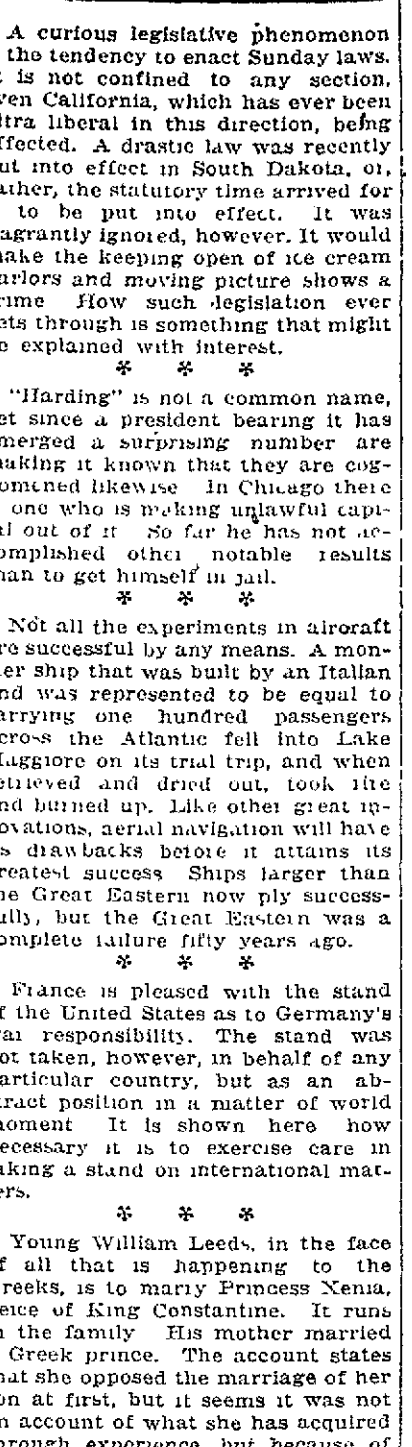 A curious legislative phenomenon
the tendency to enact Sunday laws.
is not confined to any section,
ven California, which has ever been
ltra liberal in this direction, being
ffected. A drastic law was recently
ut into effect in South Dakota, or,
ather, the statutory time arrived for
to be put into effect. It was
agrantly ignored, however. It would
make the keeping open of ice cream
arlors and moving picture shows a
rime How such legislation ever
ets through is something that might
e explained with interest.
* * *
"Harding" is not a common name,
et since a president bearing it has
merged a surprising number are
making it known that they are cog-
omened likewise In Chicago there
one who is making unlawful capi-
al out of it So far he has not ac-
omplished other notable results
han to get himself in jail.
* * *
Not all the experiments in aircraft
re successful by any means. A mon-
ter ship that was built by an Italian
nd was represented to be equal to
arrying one hundred passengers
cross the Atlantic fell into Lake
Maggiore on its trial trip, and when
etrieved and dried out, took fire
nd burned up. Like other great in-
ovations, aerial navigation will have
ts drawbacks before it attains its
reatest success Ships larger than
he Great Eastern now ply success-
ully, but the Great Eastern was a
omplete failure fifty years ago.
* * *
France is pleased with the stand
f the United States as to Germany's
ar responsibility. The stand was
ot taken, however, in behalf of any
articular country, but as an ab-
tract position in a matter of world
moment It is shown here how
ecessary it is to exercise care in
aking a stand on international mat-
ers.
* * *
Young William Leeds, in the face
f all that is happening to the
reeks, is to marry Princess Xenia,
eice of King Constantine. It runs
n the family His mother married
Greek prince. The account states
hat she opposed the marriage of her
on at first, but it seems it was not
n account of what she has acquired
hrough experience, but because of